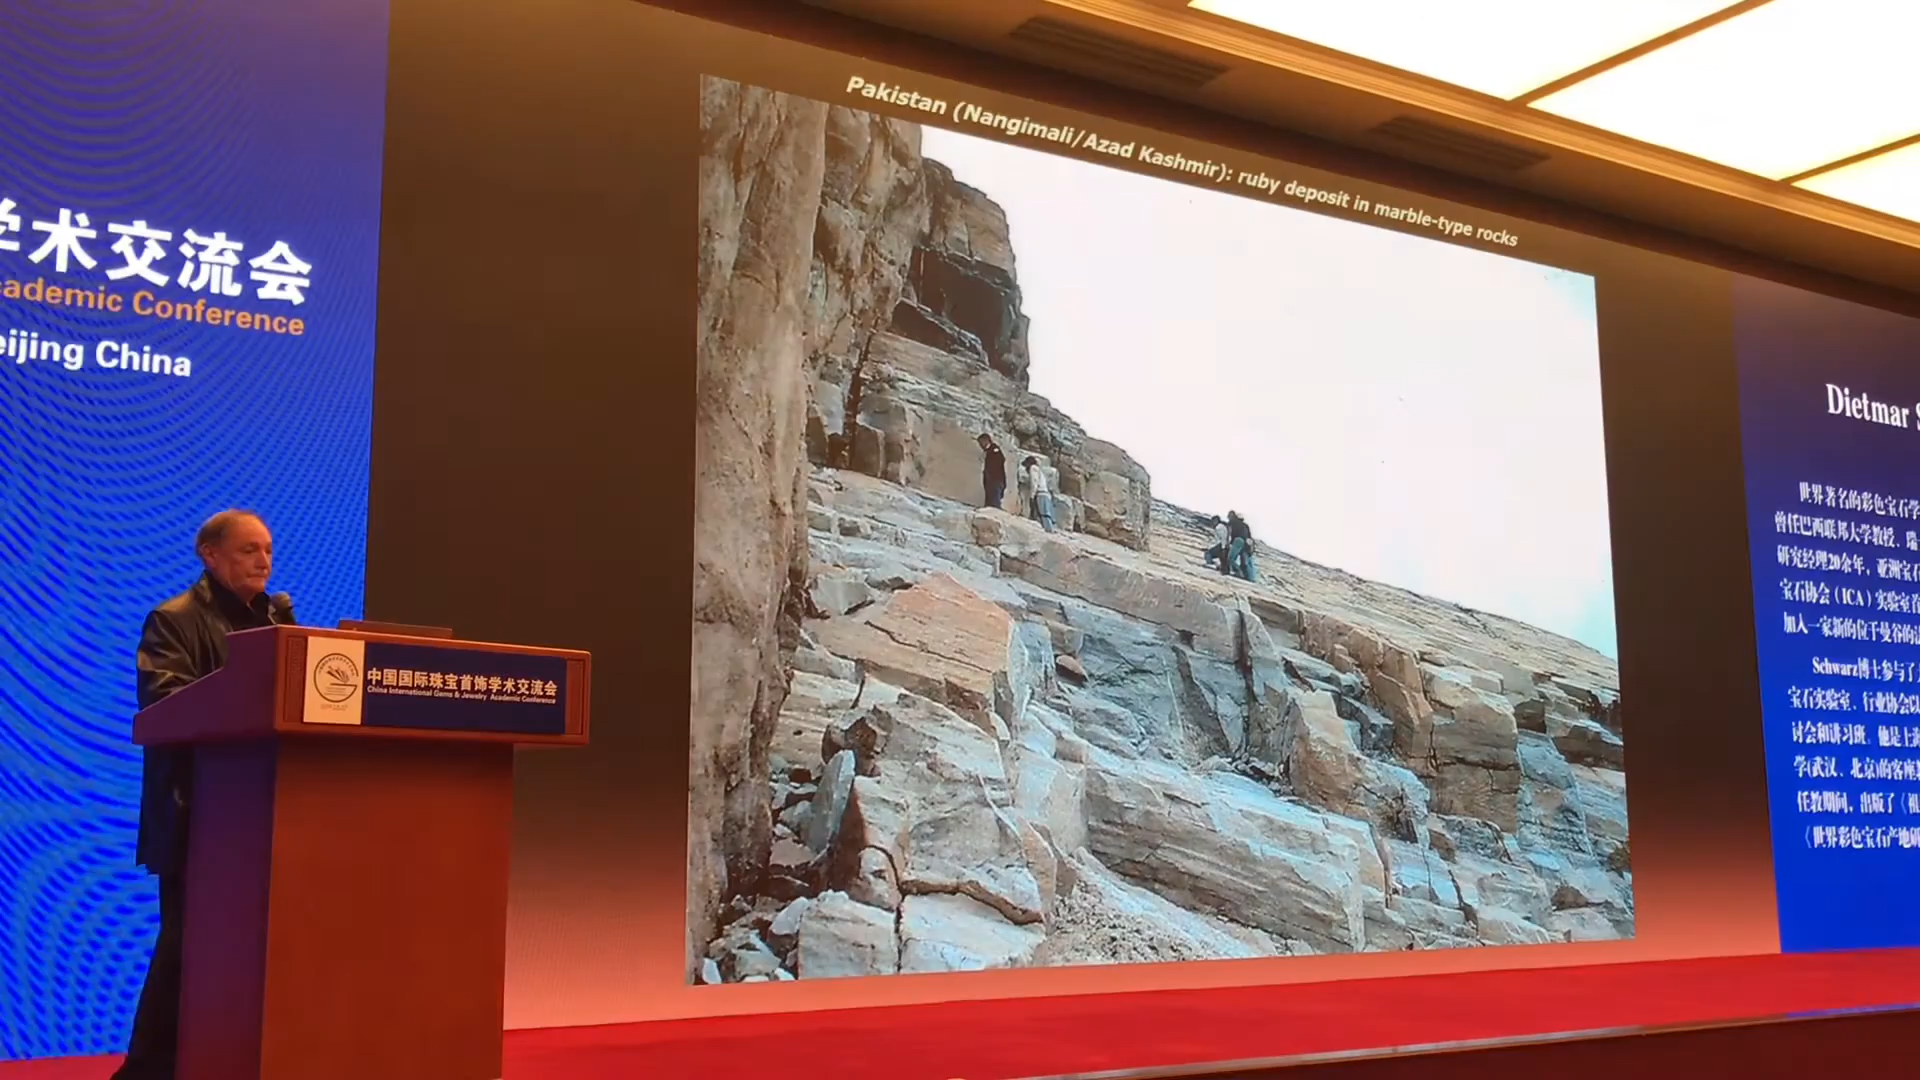 学术交流会
cademic Conference
eijing China
Pakistan (Nangimali/Azad Kashmir): ruby deposit in marble-type rocks
中国国际珠宝首饰学术交流会
China International Gems & Jewelry Academic Conference
Dietmar S
世界著名的彩色宝石学
曾任巴西联邦大学教授、瑞
研究经理20余年，亚洲宝石
宝石协会（ICA）实验室首
加入一家新的位于曼谷的
Schwarz博士参与了
宝石实验室、行业协会以
讨会和讲习班。他是上海
学(武汉、北京)的客座教
任教期间，出版了《祖
《世界彩色宝石产地研